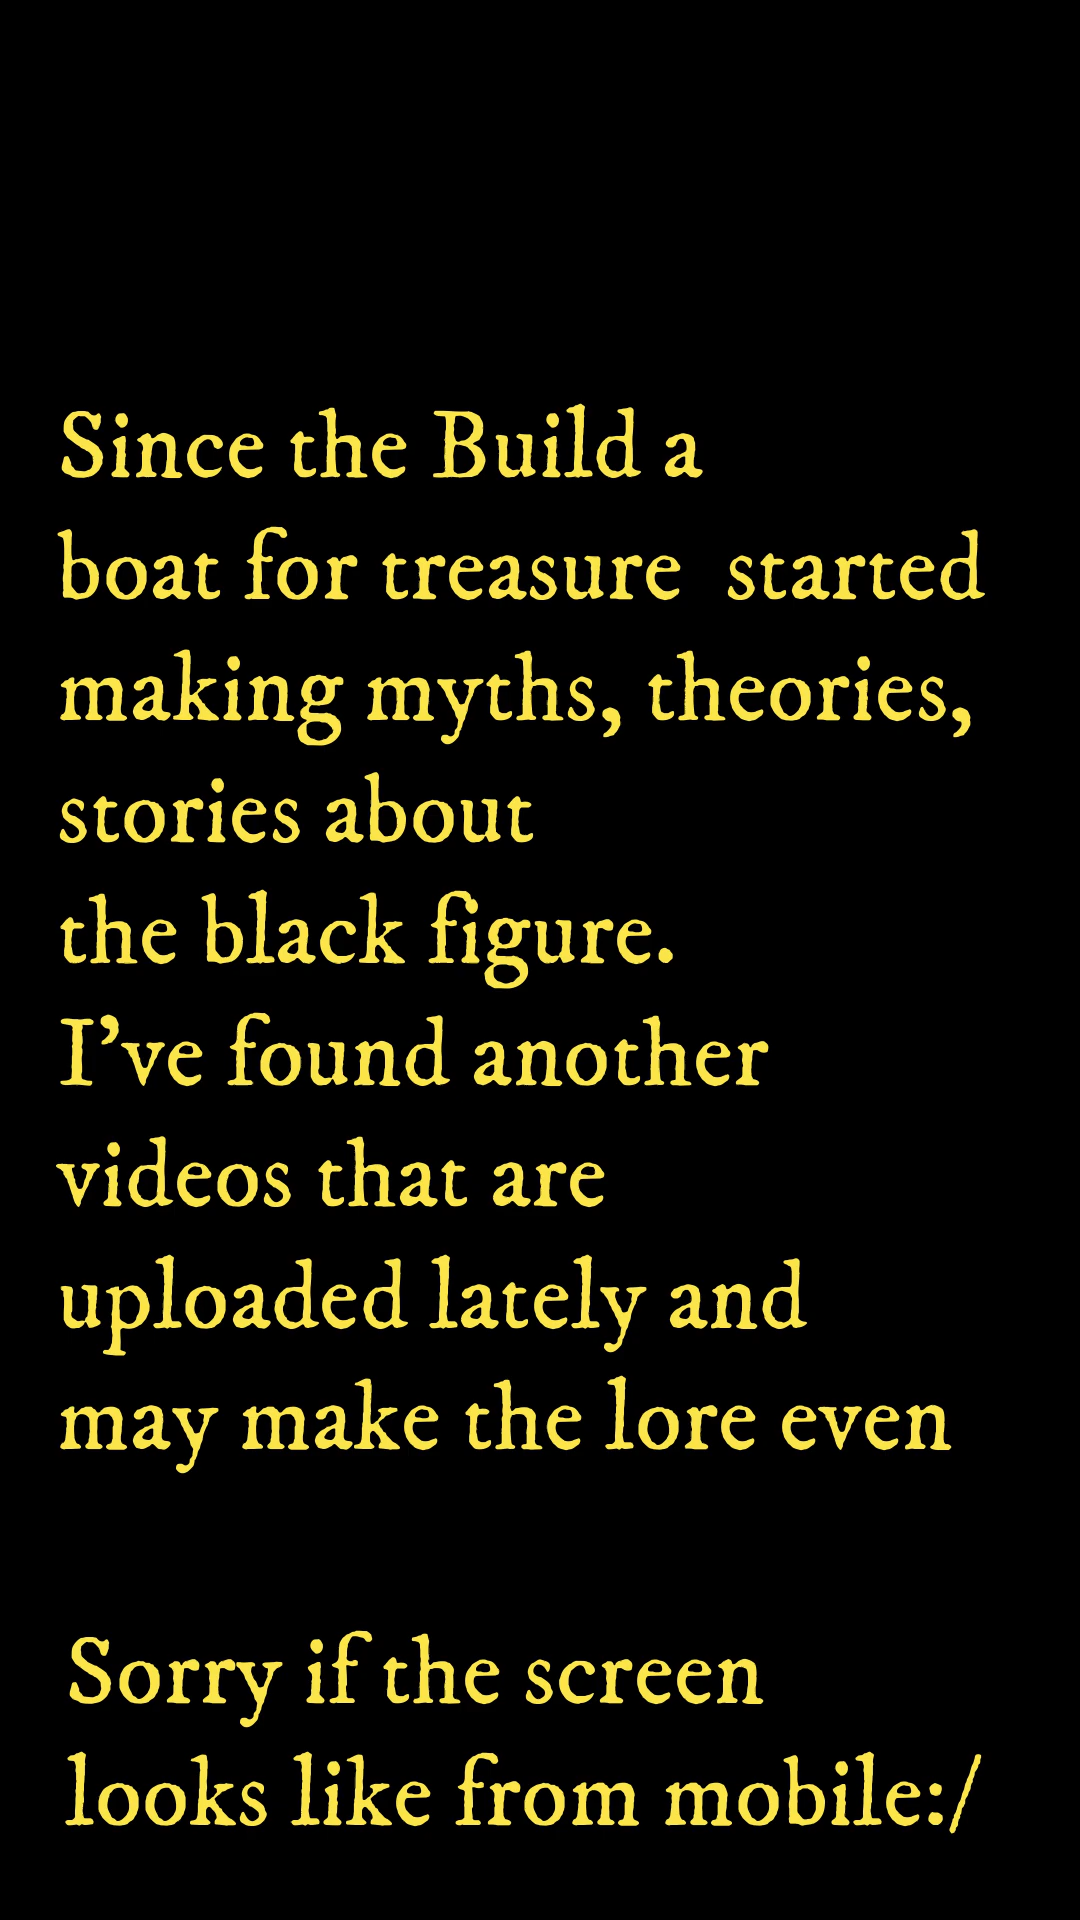 Since the Build a
boat for treasure  started
making myths, theories,
stories about
the black figure.
I’ve found another
videos that are
uploaded lately and
may make the lore even
Sorry if the screen
looks like from mobile:/